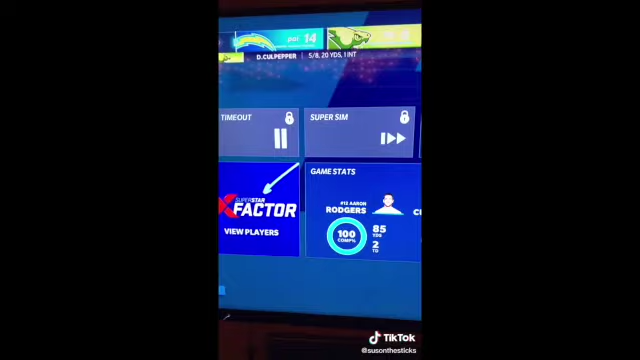 pai 14
D.CULPEPPER | 5/8, 20 YDS, 1 INT
TIMEOUT
SUPER SIM
GAME STATS
SUPERSTAR
X FACTOR
VIEW PLAYERS
#12 AARON
RODGERS
100
COMP%
85
YDS
2
TD
TikTok
@susonthesticks